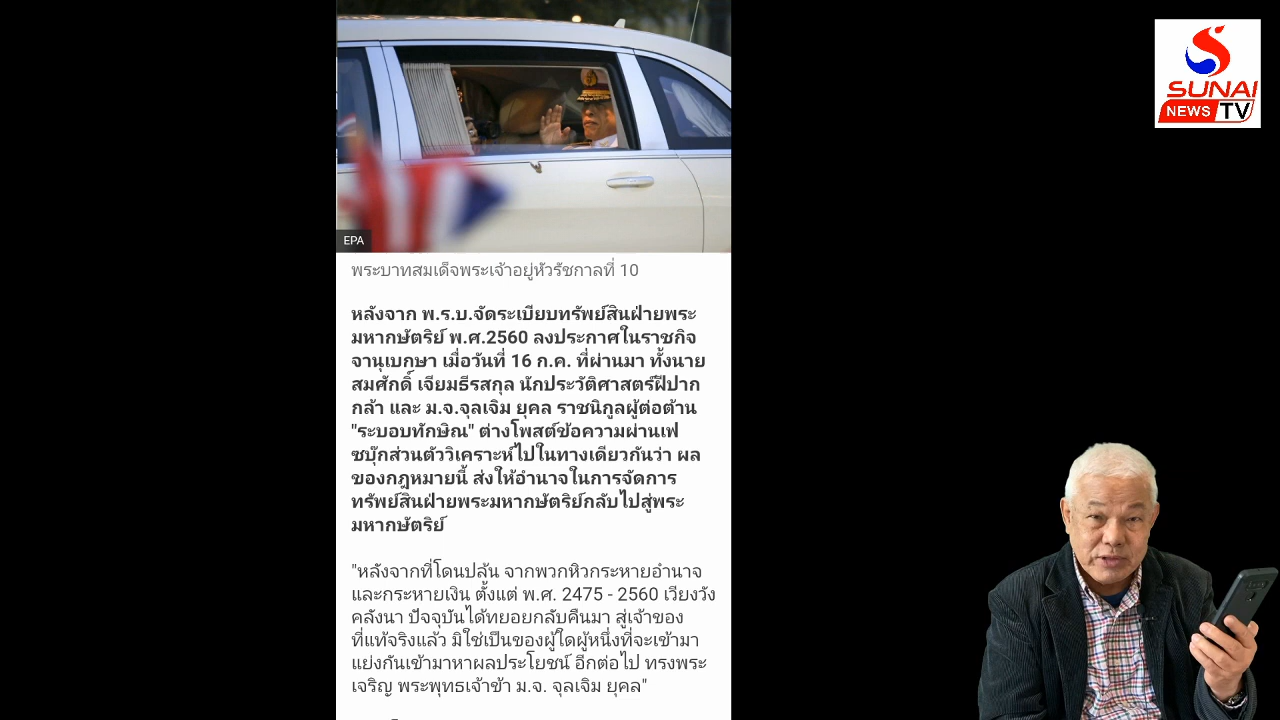 SUNAI
NEWS TV
EPA
พระบาทสมเด็จพระเจ้าอยู่หัวรัชกาลที่ 10
หลังจาก พ.ร.บ.จัดระเบียบทรัพย์สินฝ่ายพระ
มหากษัตริย์ พ.ศ.2560 ลงประกาศในราชกิจ
จานุเบกษา เมื่อวันที่ 16 ก.ค. ที่ผ่านมา ทั้งนาย
สมศักดิ์ เจียมธีรสกุล นักประวัติศาสตร์ฝีปาก
กล้า และ ม.จ.จุลเจิม ยุคล ราชนิกูลผู้ต่อต้าน
"ระบอบทักษิณ" ต่างโพสต์ข้อความผ่านเฟ
ซบุ๊กส่วนตัววิเคราะห์ไปในทางเดียวกันว่า ผล
ของกฎหมายนี้ ส่งให้อำนาจในการจัดการ
ทรัพย์สินฝ่ายพระมหากษัตริย์กลับไปสู่พระ
มหากษัตริย์
"หลังจากที่โดนปล้น จากพวกหิวกระหายอำนาจ
และกระหายเงิน ตั้งแต่ พ.ศ. 2475 - 2560 เวียงวัง
คลังนา ปัจจุบันได้ทยอยกลับคืนมา สู่เจ้าของ
ที่แท้จริงแล้ว มิใช่เป็นของผู้ใดผู้หนึ่งที่จะเข้ามา
แย่งกันเข้ามาหาผลประโยชน์ อีกต่อไป ทรงพระ
เจริญ พระพุทธเจ้าข้า ม.จ. จุลเจิม ยุคล"